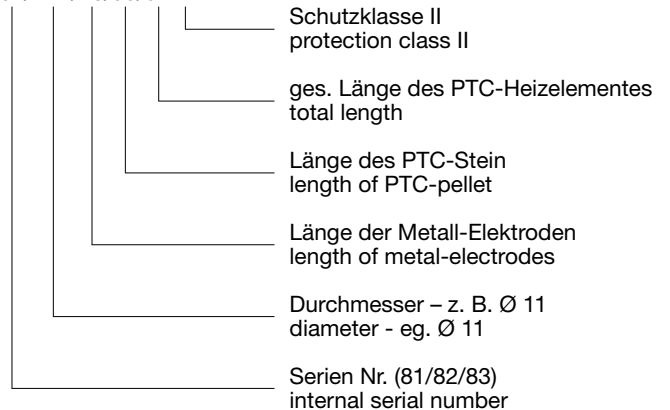 Schutzklasse II
protection class II
ges. Länge des PTC-Heizelementes
total length
Länge des PTC-Stein
length of PTC-pellet
Länge der Metall-Elektroden
length of metal-electrodes
Durchmesser – z. B. Ø 11
diameter - eg. Ø 11
Serien Nr. (81/82/83)
internal serial number